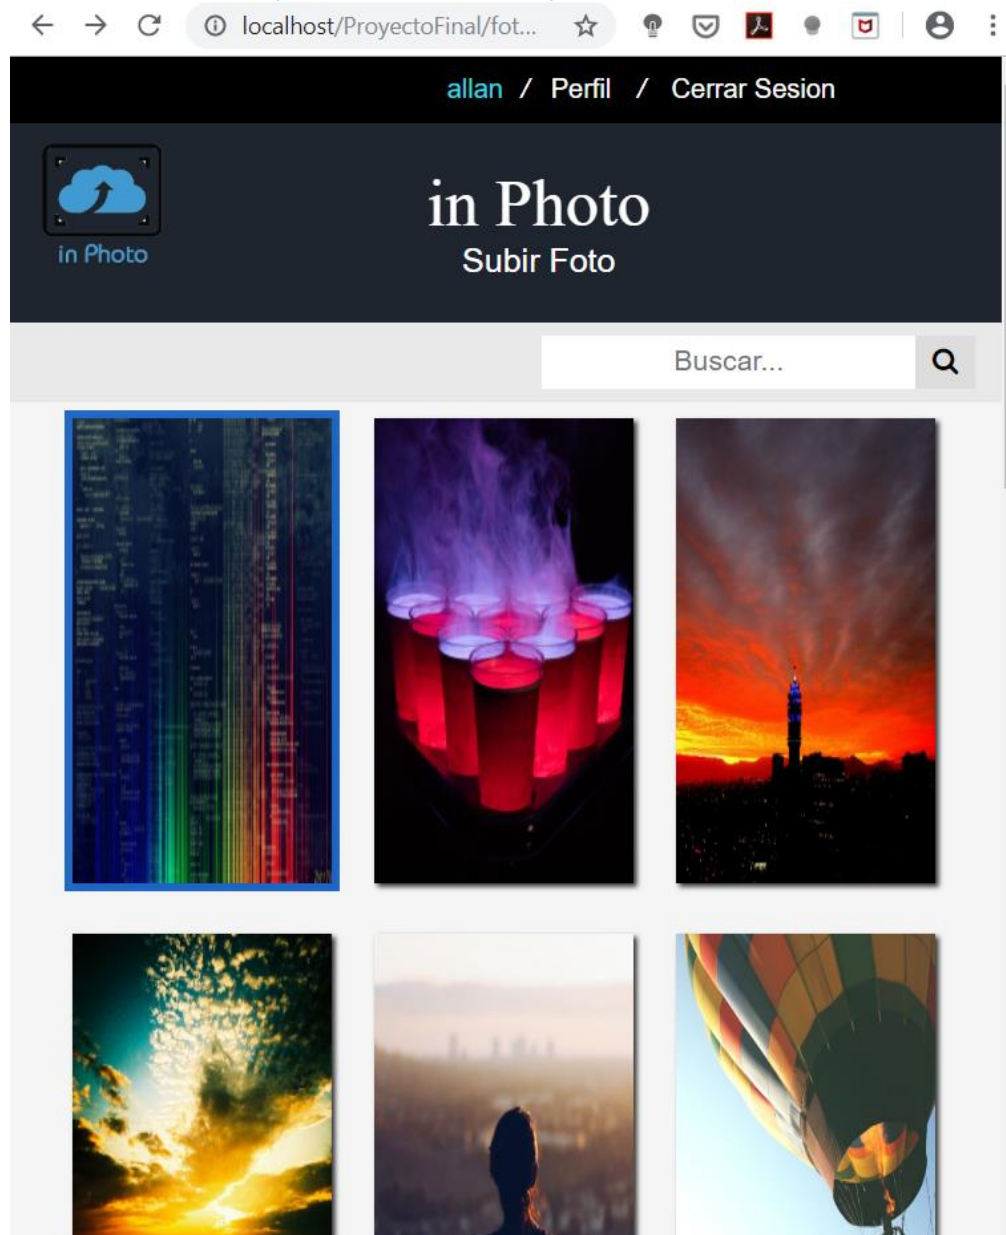 localhost/ProyectoFinal/fot...
allan / Perfil / Cerrar Sesion
in Photo
in Photo
Subir Foto
Buscar...